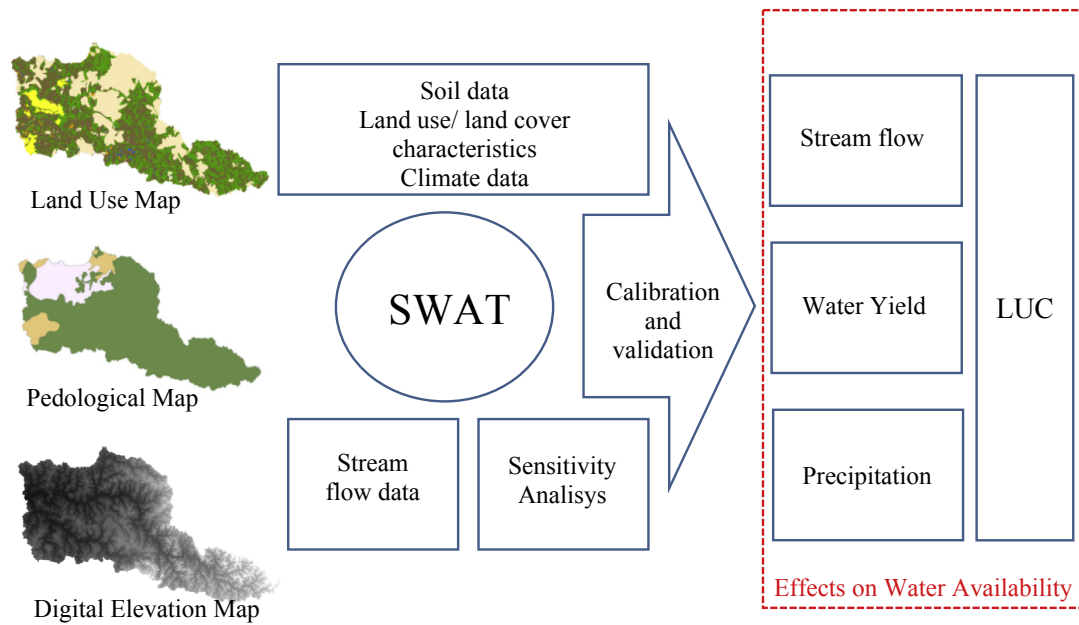 Land Use Map
Pedological Map
Digital Elevation Map
Soil data
Land use/ land cover
characteristics
Climate data
SWAT
Stream
flow data
Sensitivity
Analisys
Calibration
and
validation
Stream flow
Water Yield
Precipitation
LUC
Effects on Water Availability